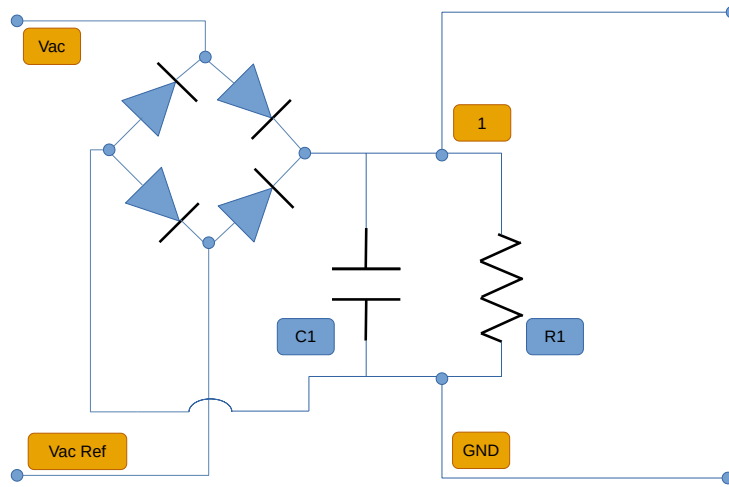 Vac
1
C1
R1
Vac Ref
GND